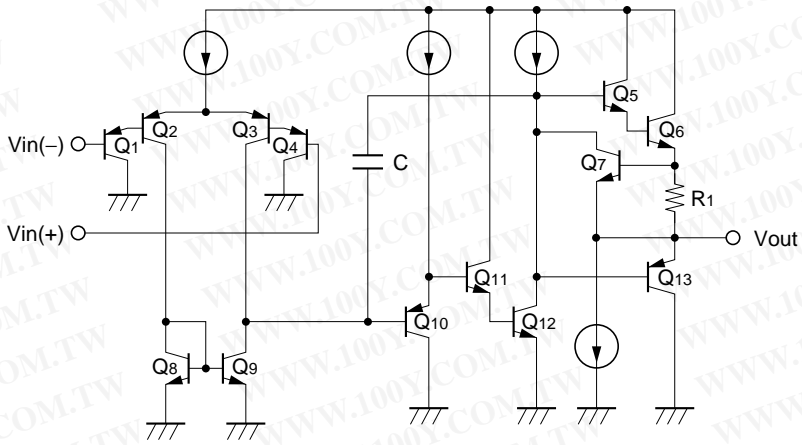 Vin(−)
Q1
Q2
Q3
Q4
Vin(+)
C
Q5
Q6
Q7
R1
Vout
Q8
Q9
Q10
Q11
Q12
Q13
WWW.100Y.COM.TW